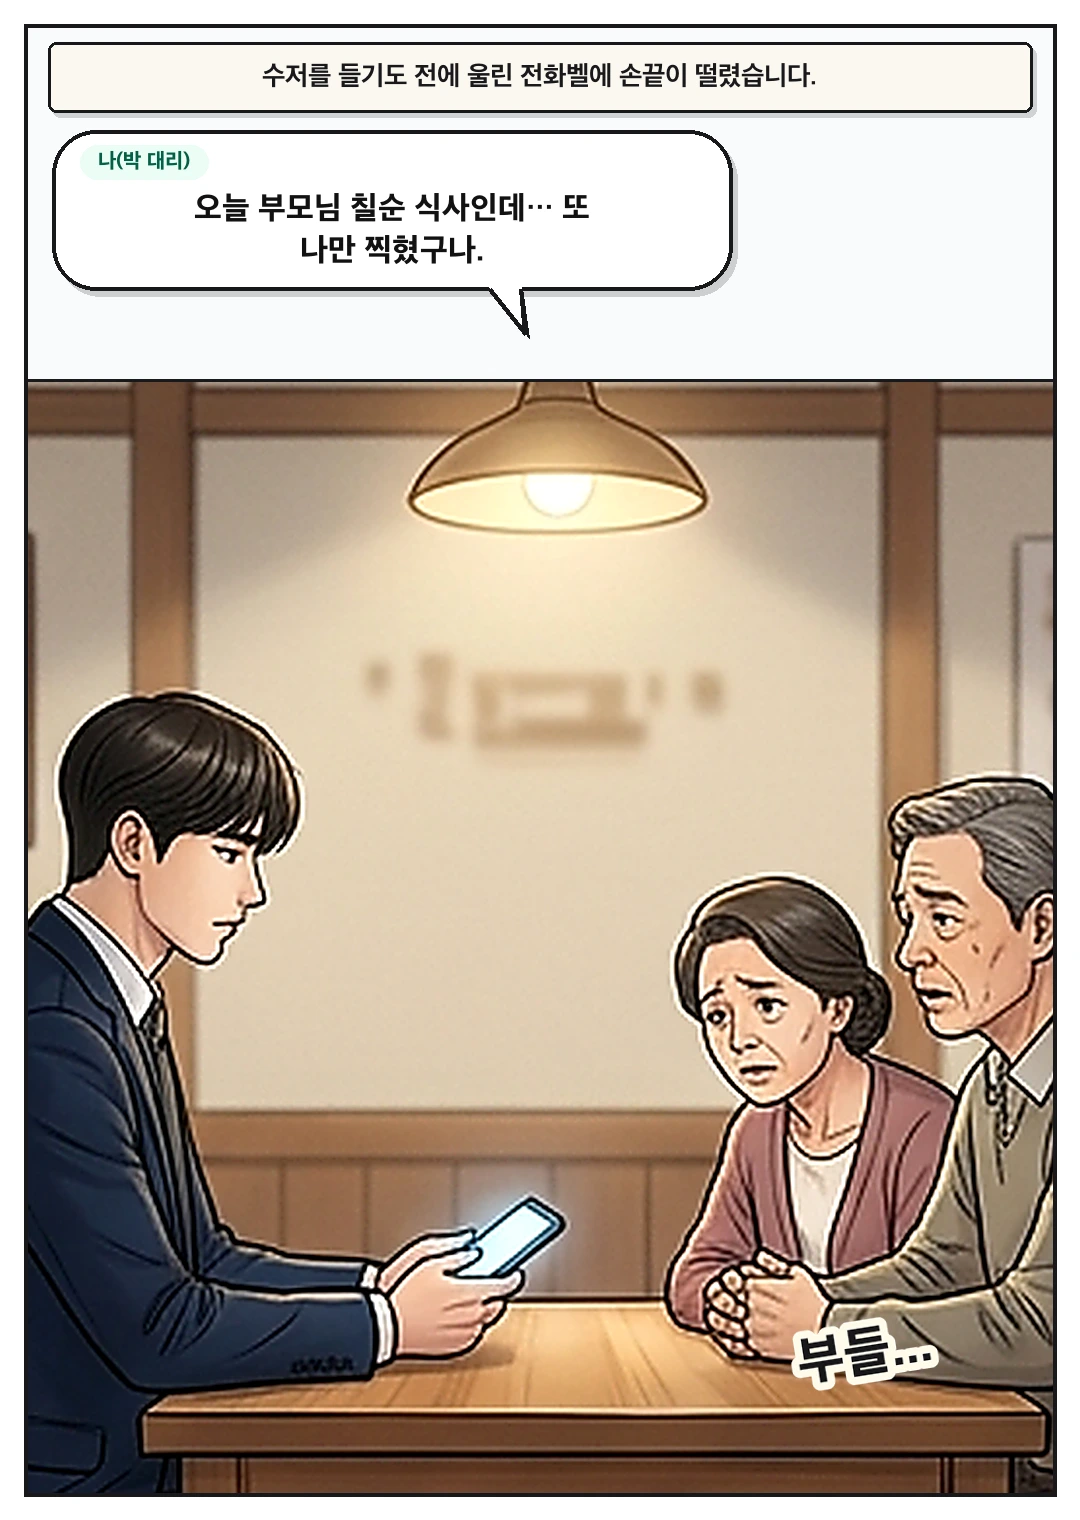 수저를 들기도 전에 울린 전화벨에 손끝이 떨렸습니다.
나(박 대리)
오늘 부모님 칠순 식사인데… 또
나만 찍혔구나.
부들...